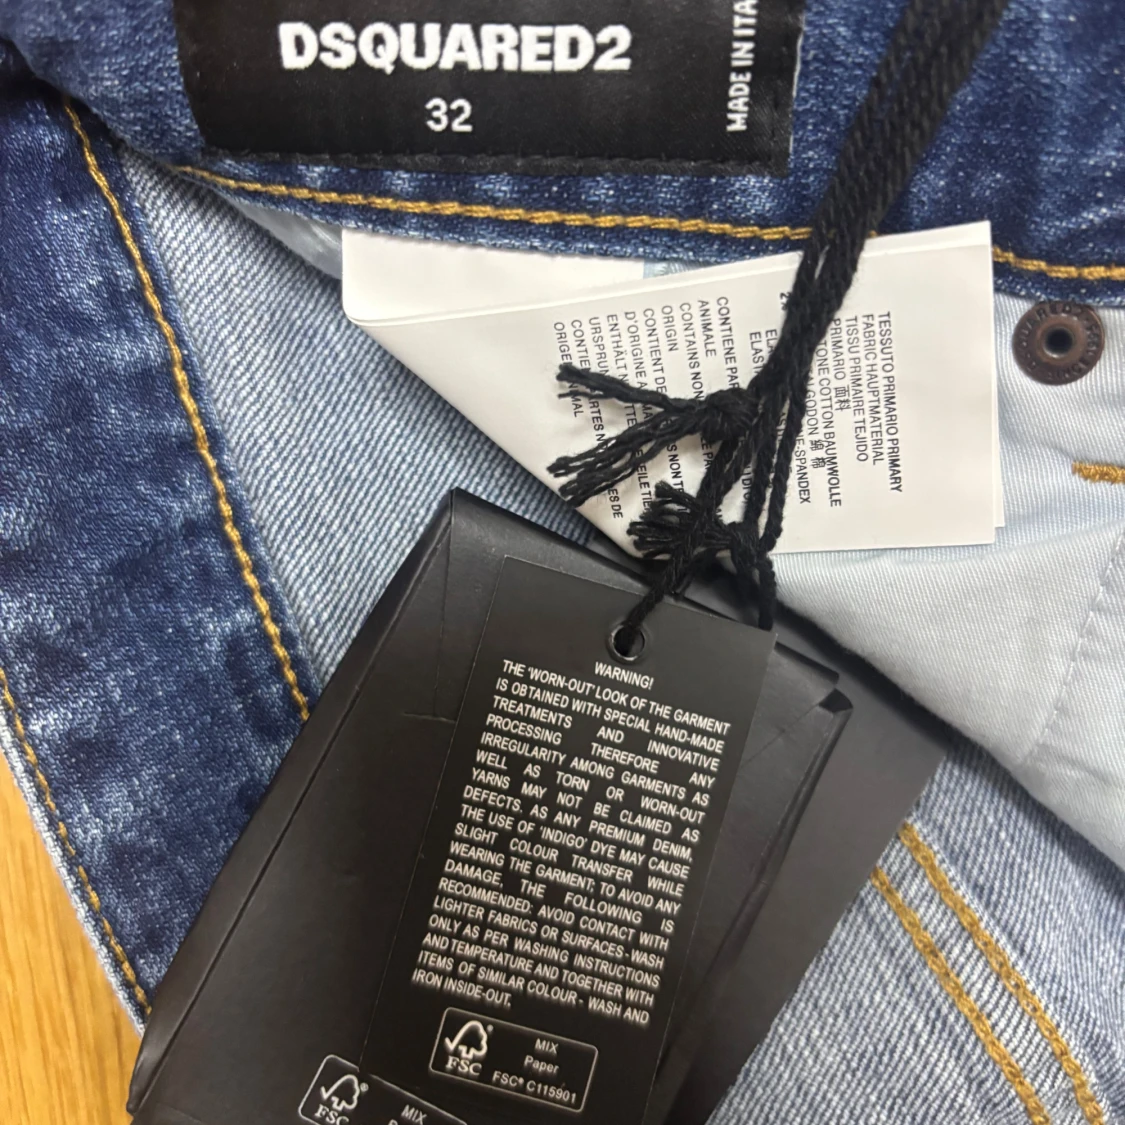 DSQUARED2
32
MADE IN ITA
TESSUTO PRIMARIO PRIMARY
FABRIC HAUPTMATERIAL
TISSU PRIMAIRE TEJIDO
PRIMARIO 面料
COTTON BAUMWOLLE
ALGODON 绵 棉
CONTIENE
ANIMALE
CONTAINS NON
ORIGIN
CONTIENT DE
D'ORIGINE
ENTHÄLT
WARNING!
THE 'WORN-OUT' LOOK OF THE GARMENT
IS OBTAINED WITH SPECIAL HAND-MADE
TREATMENTS AND INNOVATIVE
PROCESSING THEREFORE ANY
IRREGULARITY AMONG GARMENTS AS
WELL AS TORN OR WORN-OUT
YARNS MAY NOT BE CLAIMED AS
DEFECTS. AS ANY PREMIUM DENIM,
THE USE OF 'INDIGO' DYE MAY CAUSE
SLIGHT COLOUR TRANSFER WHILE
WEARING THE GARMENT; TO AVOID ANY
DAMAGE, THE FOLLOWING IS
RECOMMENDED: AVOID CONTACT WITH
LIGHTER FABRICS OR SURFACES - WASH
ONLY AS PER WASHING INSTRUCTIONS
AND TEMPERATURE AND TOGETHER WITH
ITEMS OF SIMILAR COLOUR - WASH AND
IRON INSIDE-OUT.
FSC®
MIX
Paper
FSC® C115901
FSC®
MIX